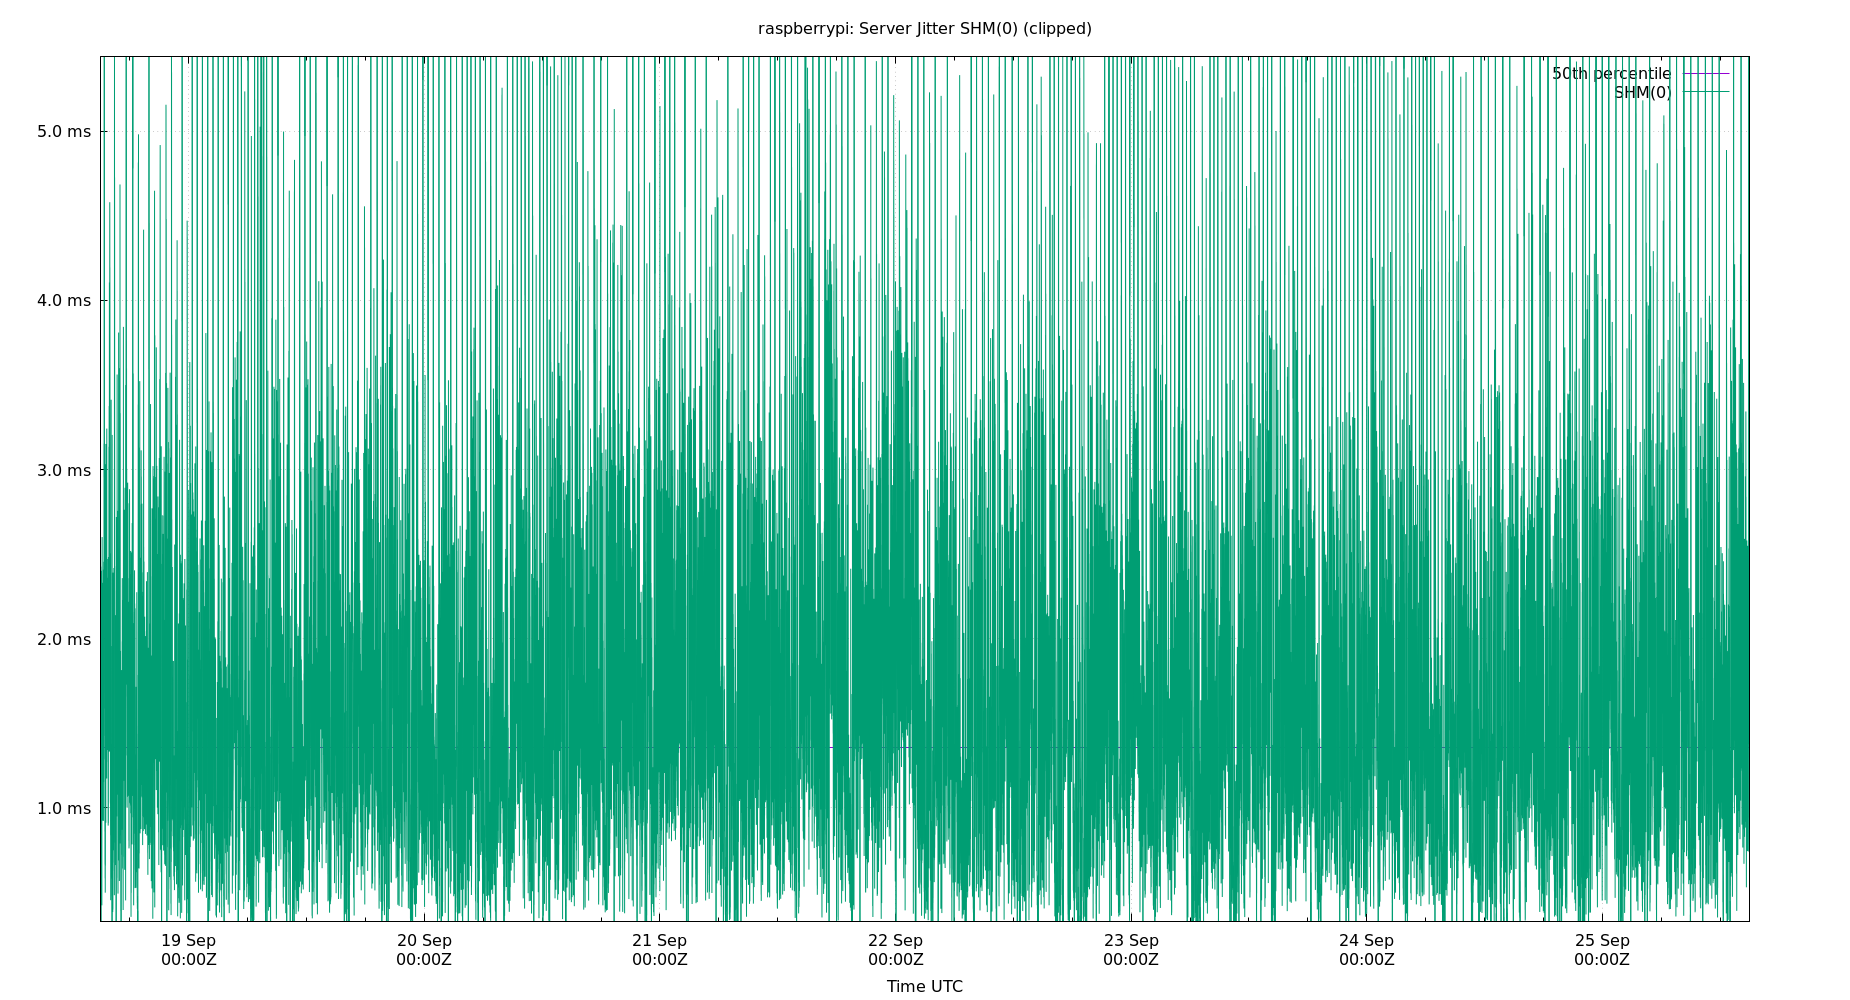 raspberrypi: Server Jitter SHM(0) (clipped)
50th percentile
SHM(0)
5.0 ms
4.0 ms
3.0 ms
2.0 ms
1.0 ms
19 Sep 20 Sep 21 Sep 22 Sep 23 Sep 24 Sep 25 Sep
00:00Z 00:00Z 00:00Z 00:00Z 00:00Z 00:00Z 00:00Z
Time UTC